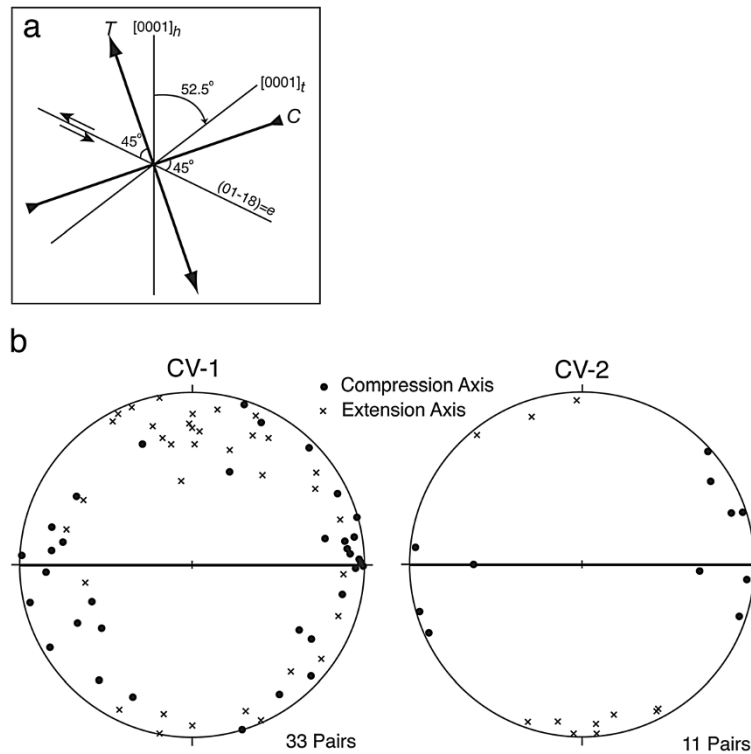 a
T
[0001]h
52.5°
[0001]t
C
45°
45°
(01-18)=e
b
CV-1
CV-2
Compression Axis
Extension Axis
33 Pairs
11 Pairs